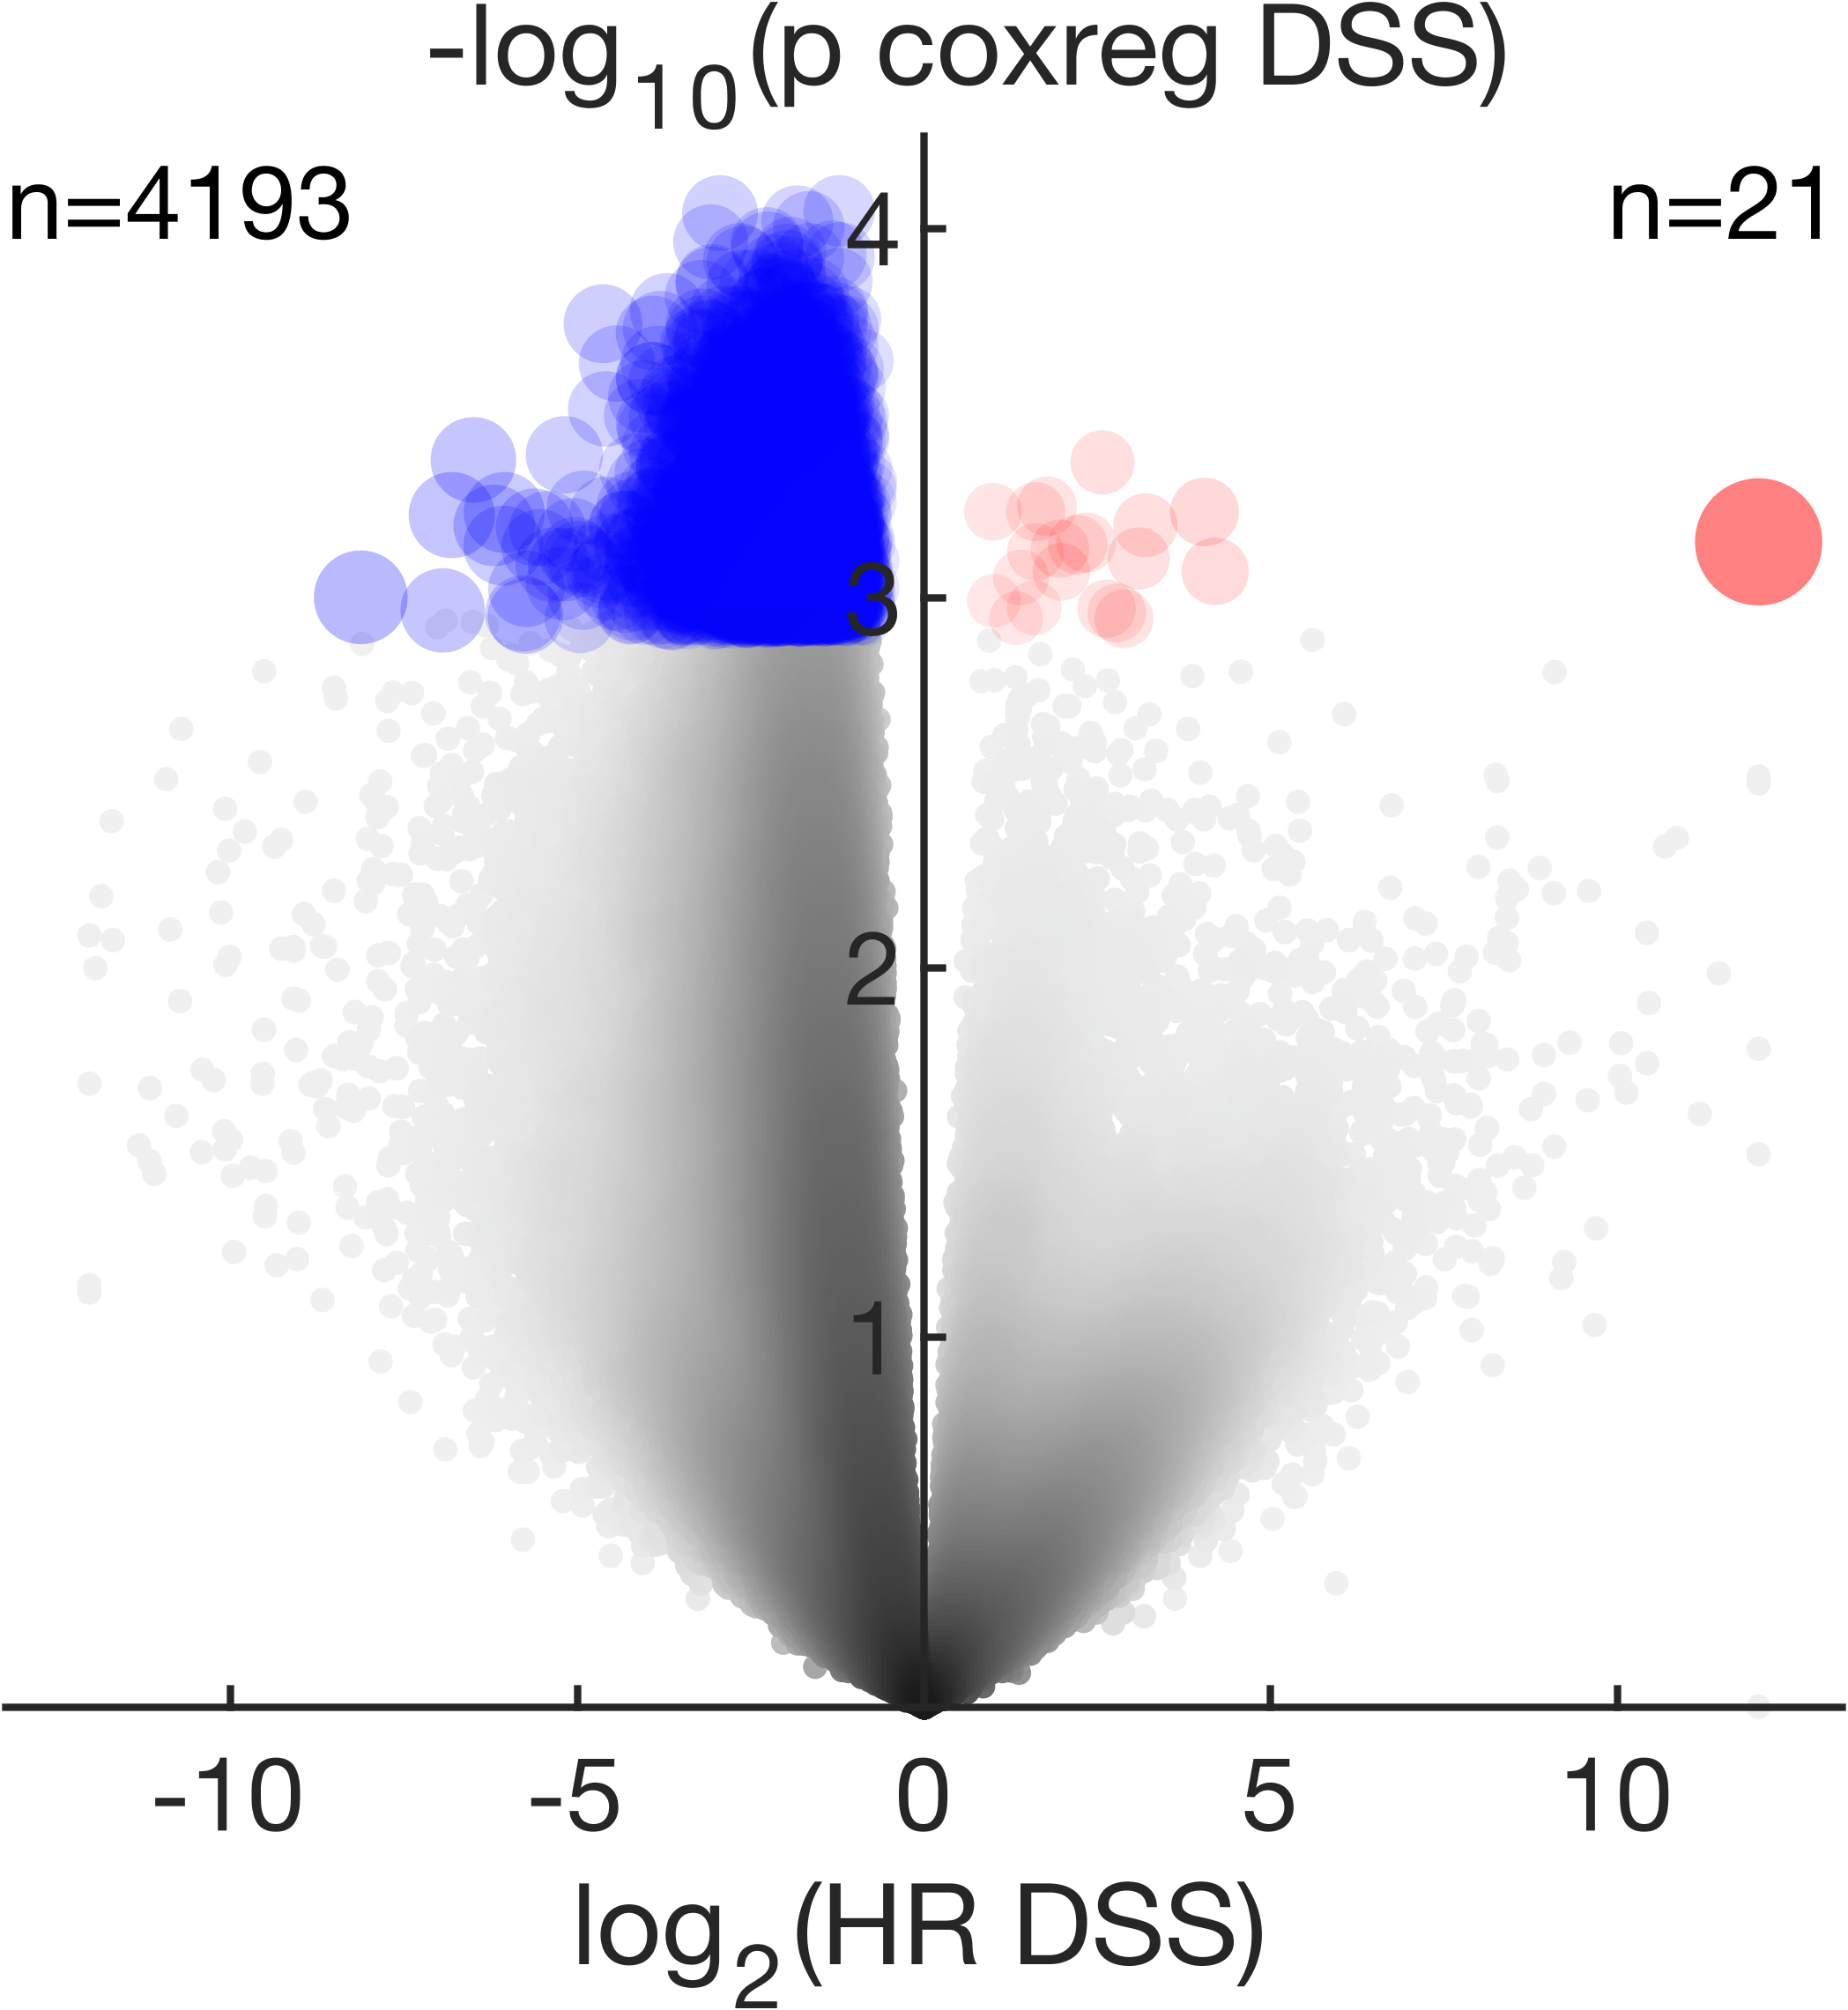 -log10(p coxreg DSS)
n=4193
n=21
4
3
2
1
-10 -5 0 5 10
log2(HR DSS)